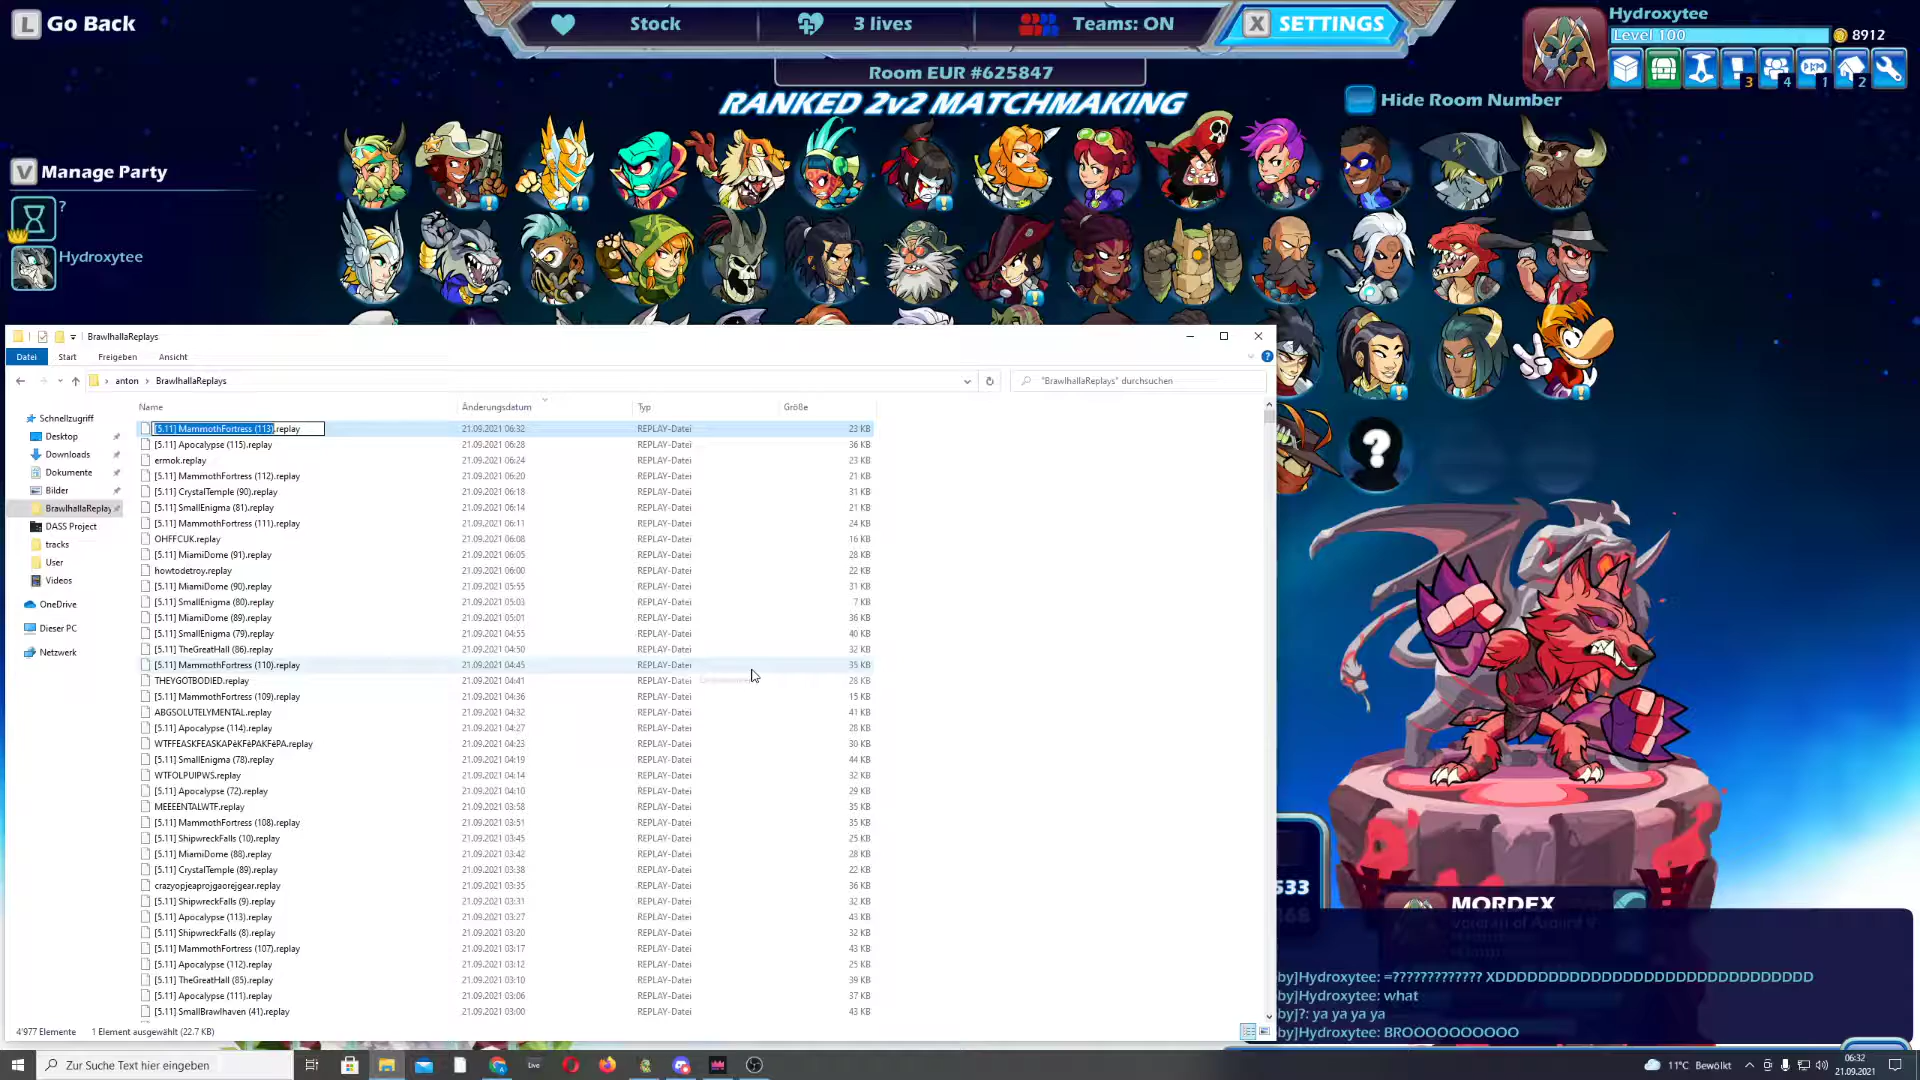 L Go Back
Stock
3 lives
Teams: ON
X SETTINGS
Hydroxytee
Level 100
8912
3
4
1
2
Room EUR #625847
RANKED 2v2 MATCHMAKING
Hide Room Number
V Manage Party
?
Hydroxytee
BrawlhallaReplays
Datei Start Freigeben Ansicht
anton › BrawlhallaReplays
"BrawlhallaReplays" durchsuchen
Name Änderungsdatum Typ Größe
Schnellzugriff
Desktop
Downloads
Dokumente
Bilder
BrawlhallaReplay
DASS Project
tracks
User
Videos
OneDrive
Dieser PC
Netzwerk
[5.11] MammothFortress (113).replay 21.09.2021 06:32 REPLAY-Datei 23 KB
[5.11] Apocalypse (115).replay 21.09.2021 06:28 REPLAY-Datei 36 KB
ermok.replay 21.09.2021 06:24 REPLAY-Datei 23 KB
[5.11] MammothFortress (112).replay 21.09.2021 06:20 REPLAY-Datei 21 KB
[5.11] CrystalTemple (90).replay 21.09.2021 06:18 REPLAY-Datei 31 KB
[5.11] SmallEnigma (81).replay 21.09.2021 06:14 REPLAY-Datei 21 KB
[5.11] MammothFortress (111).replay 21.09.2021 06:11 REPLAY-Datei 24 KB
OHFFCUK.replay 21.09.2021 06:08 REPLAY-Datei 16 KB
[5.11] MiamiDome (91).replay 21.09.2021 06:05 REPLAY-Datei 28 KB
howtodetroy.replay 21.09.2021 06:00 REPLAY-Datei 22 KB
[5.11] MiamiDome (90).replay 21.09.2021 05:55 REPLAY-Datei 31 KB
[5.11] SmallEnigma (80).replay 21.09.2021 05:03 REPLAY-Datei 7 KB
[5.11] MiamiDome (89).replay 21.09.2021 05:01 REPLAY-Datei 36 KB
[5.11] SmallEnigma (79).replay 21.09.2021 04:55 REPLAY-Datei 40 KB
[5.11] TheGreatHall (86).replay 21.09.2021 04:50 REPLAY-Datei 32 KB
[5.11] MammothFortress (110).replay 21.09.2021 04:45 REPLAY-Datei 35 KB
THEYGOTBODIED.replay 21.09.2021 04:41 REPLAY-Datei 28 KB
[5.11] MammothFortress (109).replay 21.09.2021 04:36 REPLAY-Datei 15 KB
ABGSOLUTELYMENTAL.replay 21.09.2021 04:32 REPLAY-Datei 41 KB
[5.11] Apocalypse (114).replay 21.09.2021 04:27 REPLAY-Datei 28 KB
WTFFEASKFEASKAPéKFéPAKFéPA.replay 21.09.2021 04:23 REPLAY-Datei 30 KB
[5.11] SmallEnigma (78).replay 21.09.2021 04:19 REPLAY-Datei 44 KB
WTFOLPUIPWS.replay 21.09.2021 04:14 REPLAY-Datei 32 KB
[5.11] Apocalypse (72).replay 21.09.2021 04:10 REPLAY-Datei 29 KB
MEEEENTALWTF.replay 21.09.2021 03:58 REPLAY-Datei 35 KB
[5.11] MammothFortress (108).replay 21.09.2021 03:51 REPLAY-Datei 35 KB
[5.11] ShipwreckFalls (10).replay 21.09.2021 03:45 REPLAY-Datei 25 KB
[5.11] MiamiDome (88).replay 21.09.2021 03:42 REPLAY-Datei 28 KB
[5.11] CrystalTemple (89).replay 21.09.2021 03:38 REPLAY-Datei 22 KB
crazyopjeaprojgaorejgear.replay 21.09.2021 03:35 REPLAY-Datei 36 KB
[5.11] ShipwreckFalls (9).replay 21.09.2021 03:31 REPLAY-Datei 32 KB
[5.11] Apocalypse (113).replay 21.09.2021 03:27 REPLAY-Datei 43 KB
[5.11] ShipwreckFalls (8).replay 21.09.2021 03:20 REPLAY-Datei 32 KB
[5.11] MammothFortress (107).replay 21.09.2021 03:17 REPLAY-Datei 43 KB
[5.11] Apocalypse (112).replay 21.09.2021 03:12 REPLAY-Datei 25 KB
[5.11] TheGreatHall (85).replay 21.09.2021 03:10 REPLAY-Datei 39 KB
[5.11] Apocalypse (111).replay 21.09.2021 03:06 REPLAY-Datei 37 KB
[5.11] SmallBrawlhaven (41).replay 21.09.2021 03:00 REPLAY-Datei 43 KB
4'977 Elemente 1 Element ausgewählt (22.7 KB)
533
168
MORDEX
by]Hydroxytee: =????????????? XDDDDDDDDDDDDDDDDDDDDDDDDDDDDDD
by]Hydroxytee: what
by]?: ya ya ya ya
by]Hydroxytee: BROOOOOOOOOO
Zur Suche Text hier eingeben
Live
11°C Bewölkt
06:32
21.09.2021